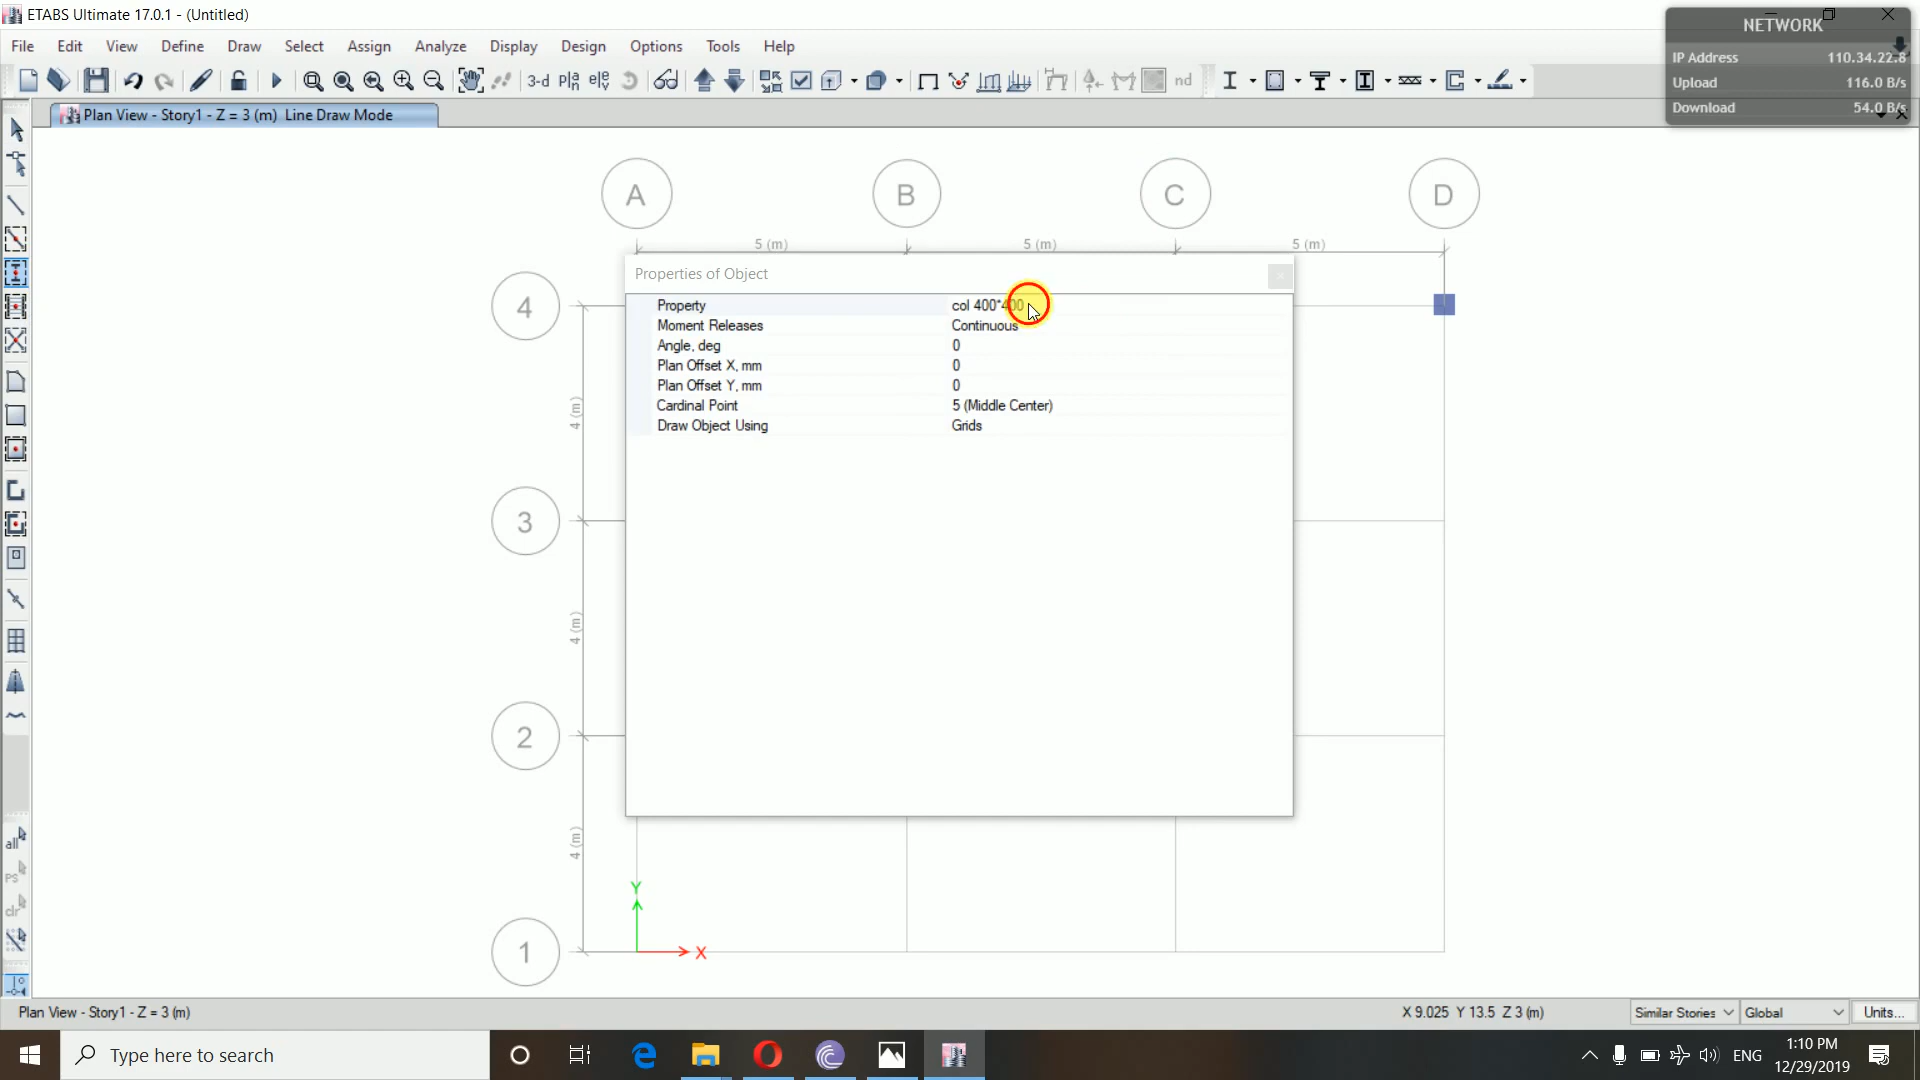 ETABS Ultimate 17.0.1 - (Untitled)
File Edit View Define Draw Select Assign Analyze Display Design Options Tools Help
3-d
nd
NETWORK
IP Address 110.34.22.8
Upload 116.0 B/s
Download 54.0 B/s
Plan View - Story1 - Z = 3 (m) Line Draw Mode
A B C D
5 (m) 5 (m) 5 (m)
4
4 (m)
3
4 (m)
2
4 (m)
1
Properties of Object
Property col 400*400
Moment Releases Continuous
Angle, deg 0
Plan Offset X, mm 0
Plan Offset Y, mm 0
Cardinal Point 5 (Middle Center)
Draw Object Using Grids
Y
X
all
ps
clr
Plan View - Story1 - Z = 3 (m)
X 9.025 Y 13.5 Z 3 (m)
Similar Stories Global Units...
Type here to search
ENG
1:10 PM
12/29/2019